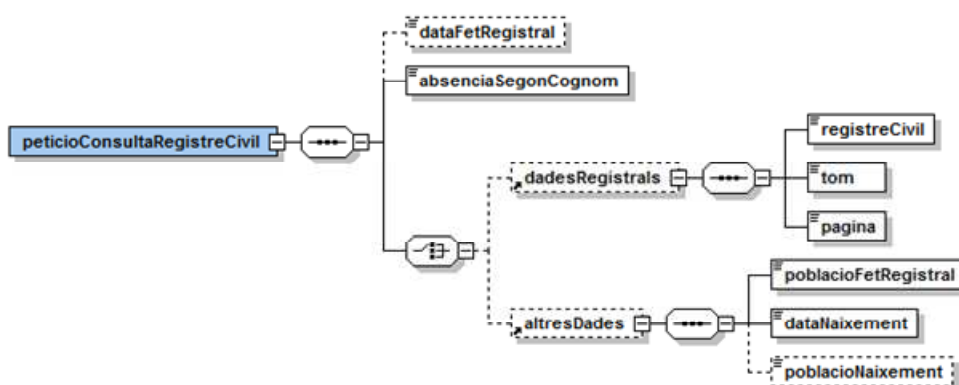 dataFetRegistral
absenciaSegonCognom
peticioConsultaRegistreCivil
registreCivil
dadesRegistrals
tom
pagina
poblacioFetRegistral
altresDades
dataNaixement
poblacioNaixement